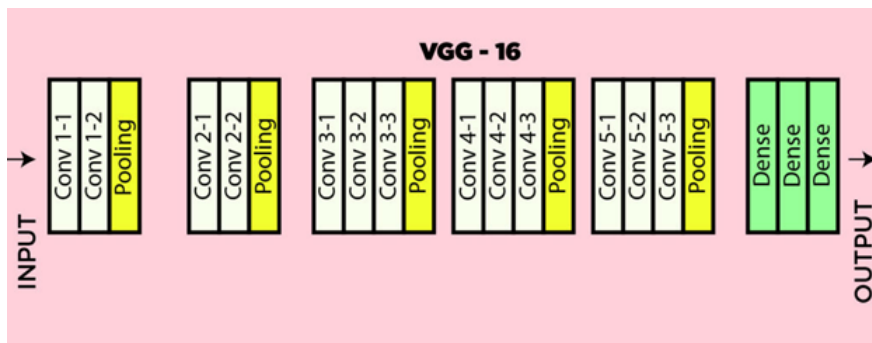 VGG - 16
INPUT
Conv 1-1
Conv 1-2
Pooling
Conv 2-1
Conv 2-2
Pooling
Conv 3-1
Conv 3-2
Conv 3-3
Pooling
Conv 4-1
Conv 4-2
Conv 4-3
Pooling
Conv 5-1
Conv 5-2
Conv 5-3
Pooling
Dense
Dense
Dense
OUTPUT